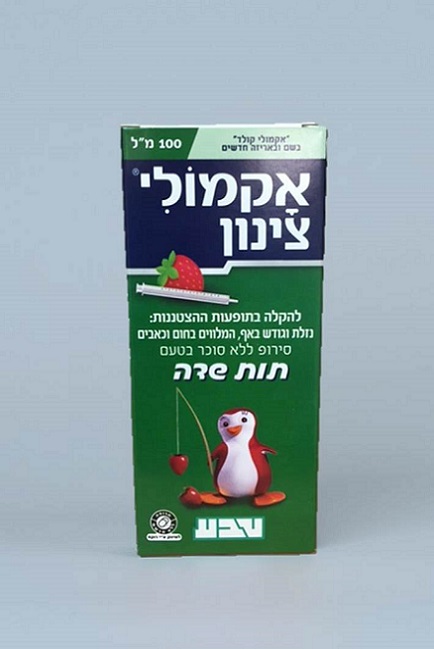 100 מ"ל
"אקמולי קולד"
בשם ובאריזה חדשים
אקמולי®
צינון
להקלה בתופעות ההצטננות:
נזלת וגודש באף, המלווים בחום וכאבים
סירופ ללא סוכר בטעם
תות שדה
טבע